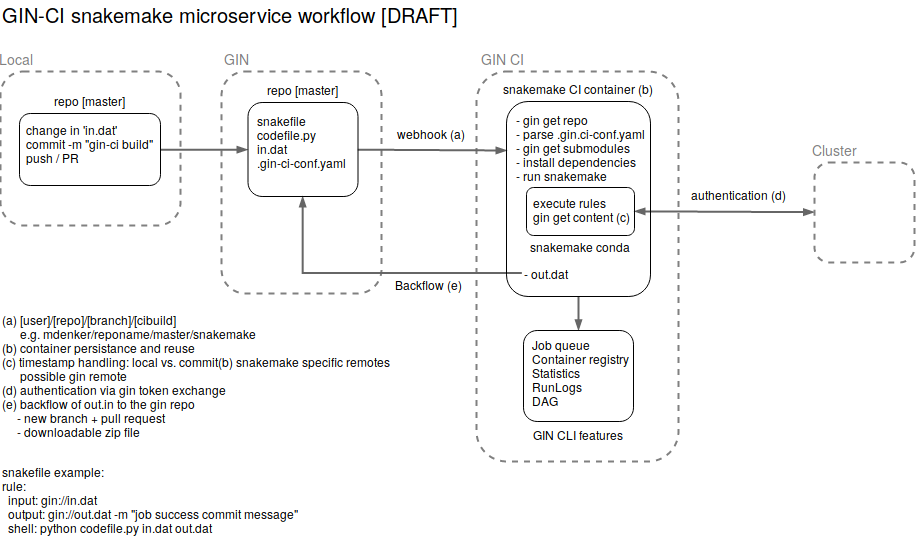 GIN-CI snakemake microservice workflow [DRAFT]
Local
repo [master]
change in 'in.dat'
commit -m "gin-ci build"
push / PR
GIN
repo [master]
snakefile
codefile.py
in.dat
.gin-ci-conf.yaml
webhook (a)
GIN CI
snakemake CI container (b)
- gin get repo
- parse .gin.ci-conf.yaml
- gin get submodules
- install dependencies
- run snakemake
execute rules
gin get content (c)
snakemake conda
- out.dat
authentication (d)
Cluster
Backflow (e)
Job queue
Container registry
Statistics
RunLogs
DAG
GIN CLI features
(a) [user]/[repo]/[branch]/[cibuild]
e.g. mdenker/reponame/master/snakemake
(b) container persistance and reuse
(c) timestamp handling: local vs. commit(b) snakemake specific remotes
possible gin remote
(d) authentication via gin token exchange
(e) backflow of out.in to the gin repo
- new branch + pull request
- downloadable zip file
snakefile example:
rule:
input: gin://in.dat
output: gin://out.dat -m "job success commit message"
shell: python codefile.py in.dat out.dat